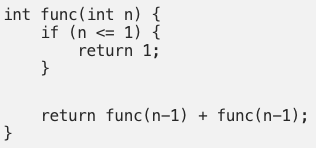 int func(int n) {
    if (n <= 1) {
        return 1;
    }

    return func(n-1) + func(n-1);
}